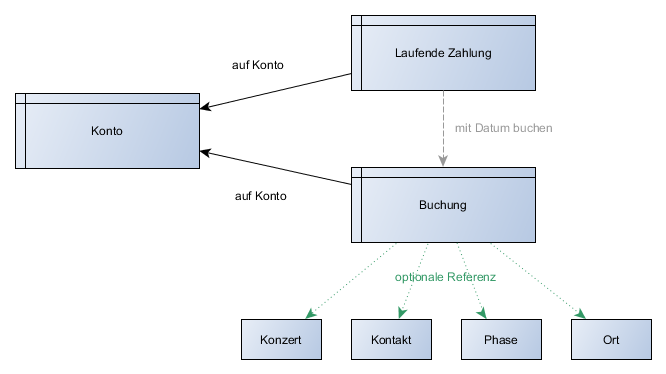 Laufende Zahlung
auf Konto
Konto
mit Datum buchen
auf Konto
Buchung
optionale Referenz
Konzert
Kontakt
Phase
Ort